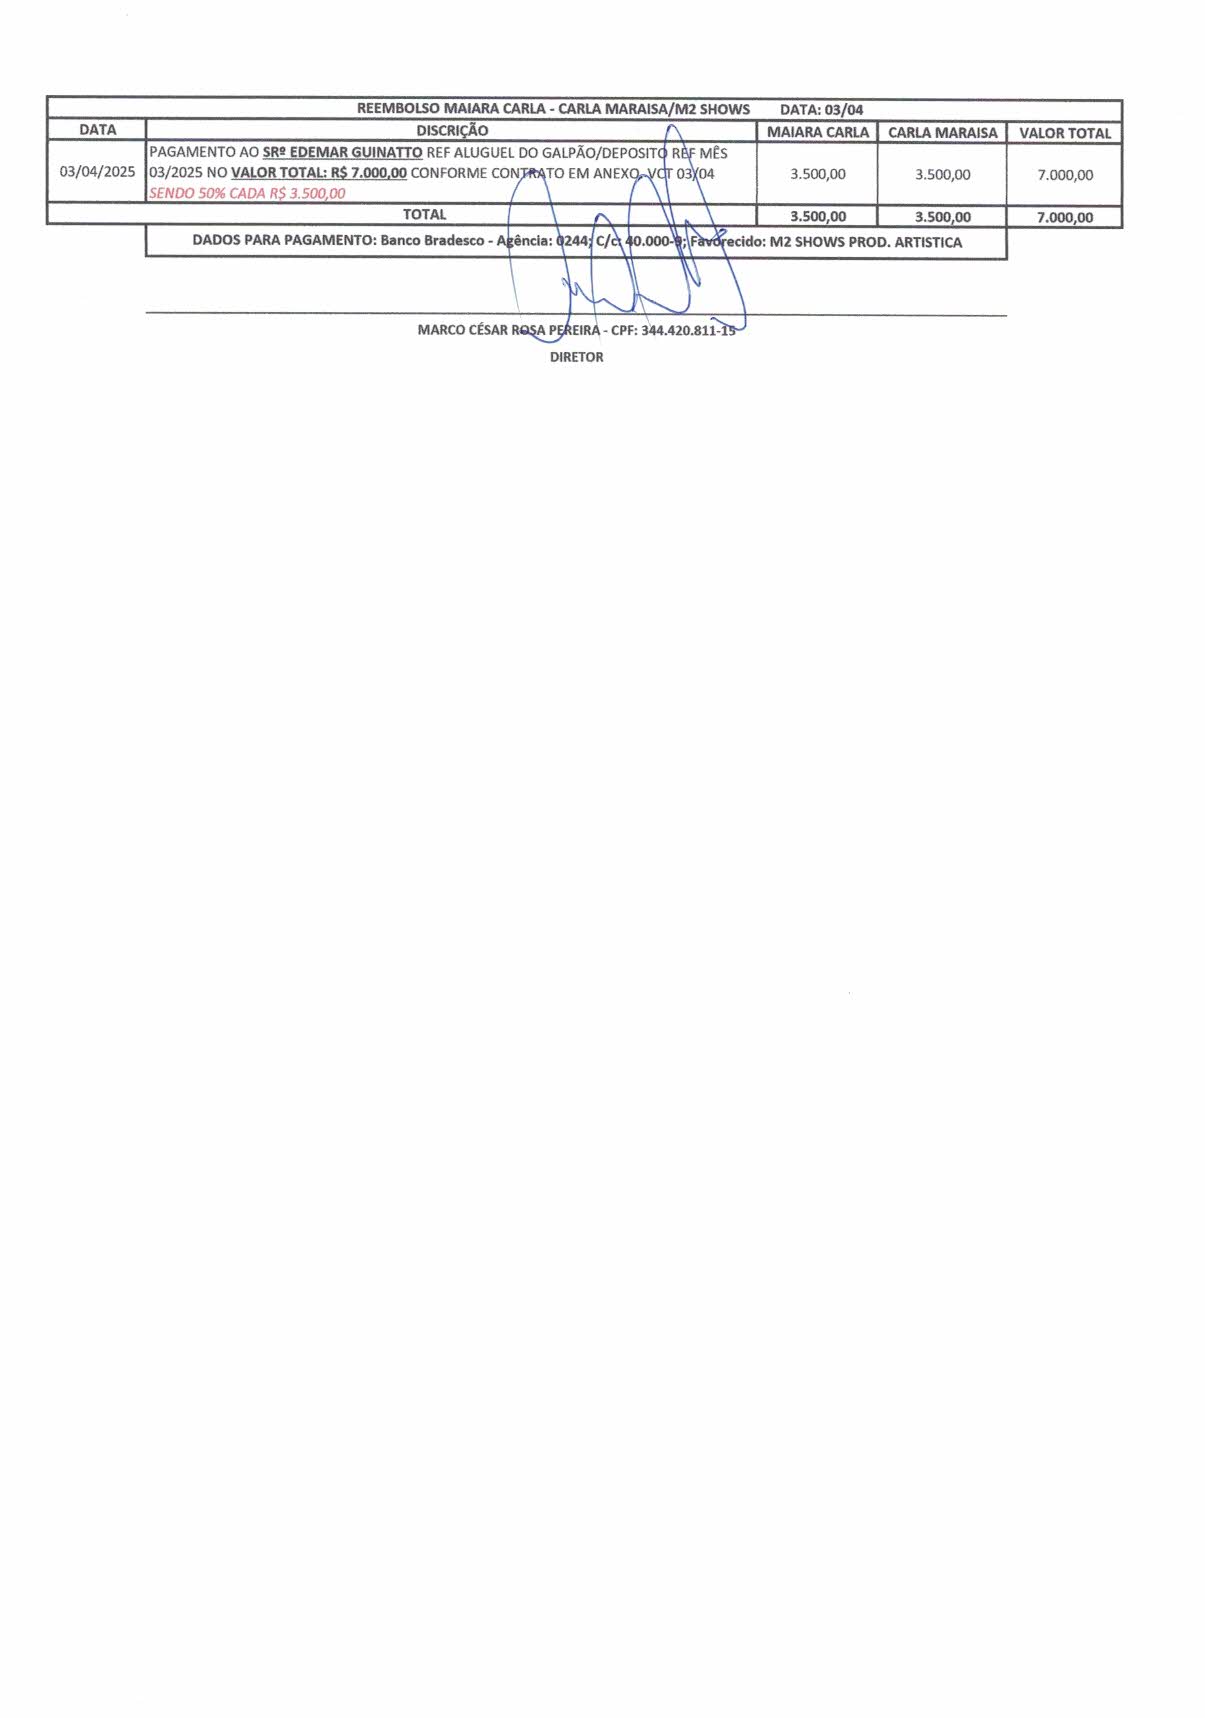 REEMBOLSO MAIARA CARLA - CARLA MARAISA/M2 SHOWS DATA: 03/04
DATA DISCRIÇÃO MAIARA CARLA CARLA MARAISA VALOR TOTAL
PAGAMENTO AO SRº EDEMAR GUINATTO REF ALUGUEL DO GALPÃO/DEPOSITO REF MÊS
03/04/2025 03/2025 NO VALOR TOTAL: R$ 7.000,00 CONFORME CONTRATO EM ANEXO, VCT 03/04 3.500,00 3.500,00 7.000,00
SENDO 50% CADA R$ 3.500,00
TOTAL 3.500,00 3.500,00 7.000,00
DADOS PARA PAGAMENTO: Banco Bradesco - Agência: 0244; C/c: 40.000-9; Favorecido: M2 SHOWS PROD. ARTISTICA
MARCO CÉSAR ROSA PEREIRA - CPF: 344.420.811-15
DIRETOR